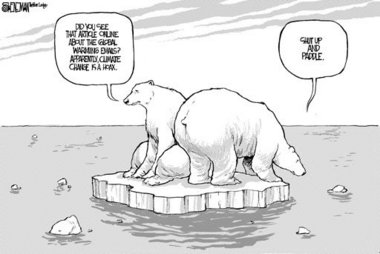 DID YOU SEE
THAT ARTICLE ONLINE
ABOUT THE GLOBAL
WARMING EMAILS?
APPARENTLY, CLIMATE
CHANGE IS A HOAX.
SHUT UP
AND
PADDLE.